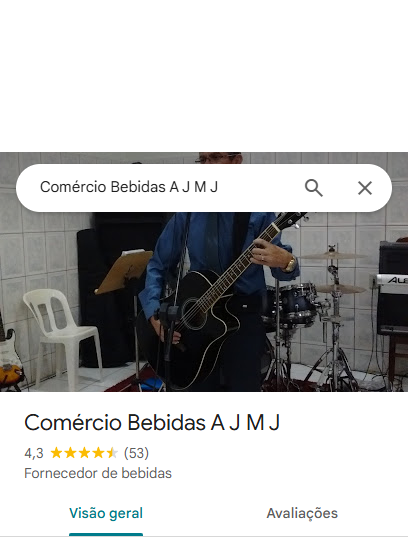 Comércio Bebidas A J M J
ALE
Comércio Bebidas A J M J
4,3 (53)
Fornecedor de bebidas
Visão geral Avaliações